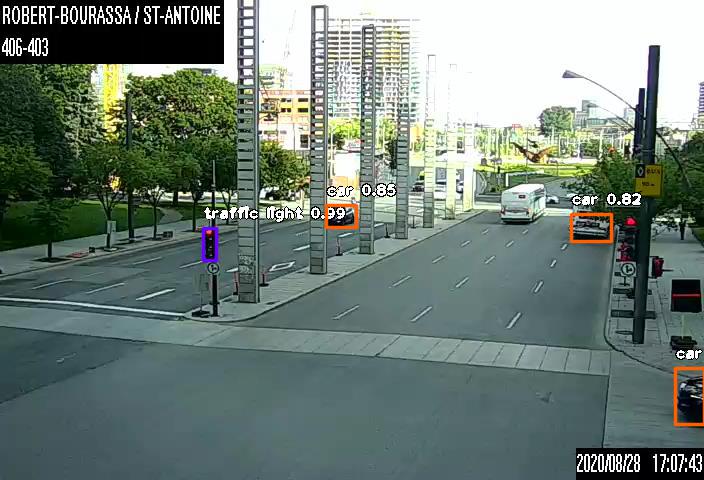 ROBERT-BOURASSA / ST-ANTOINE
406-403
car 0.85
car 0.82
traffic light 0.99
car
2020/08/28 17:07:43